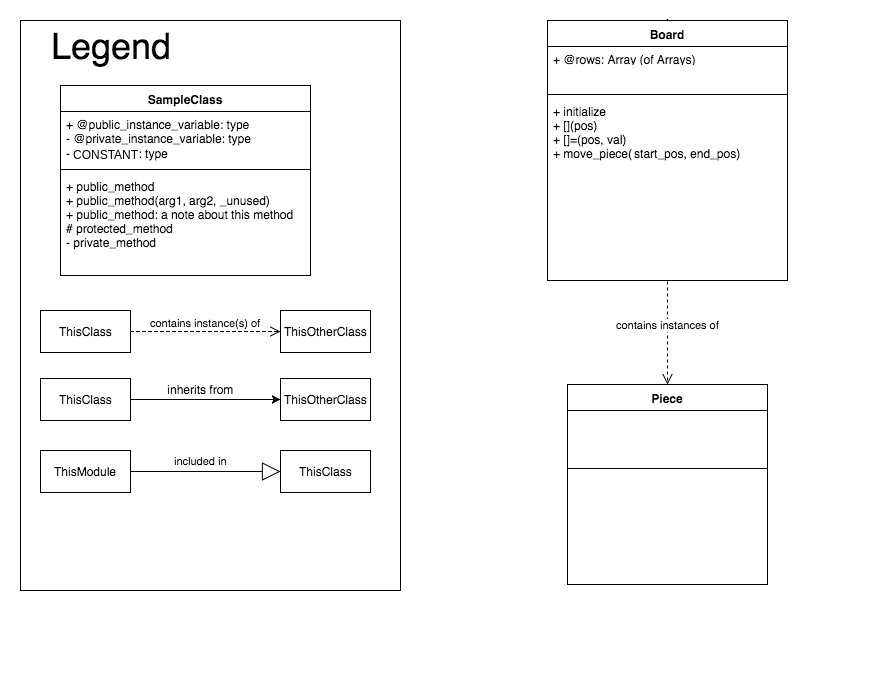 Legend
SampleClass
+ @public_instance_variable: type
- @private_instance_variable: type
- CONSTANT: type
+ public_method
+ public_method(arg1, arg2, _unused)
+ public_method: a note about this method
# protected_method
- private_method
ThisClass
contains instance(s) of
ThisOtherClass
ThisClass
inherits from
ThisOtherClass
ThisModule
included in
ThisClass
Board
+ @rows: Array (of Arrays)
+ initialize
+ [](pos)
+ []=(pos, val)
+ move_piece( start_pos, end_pos)
contains instances of
Piece